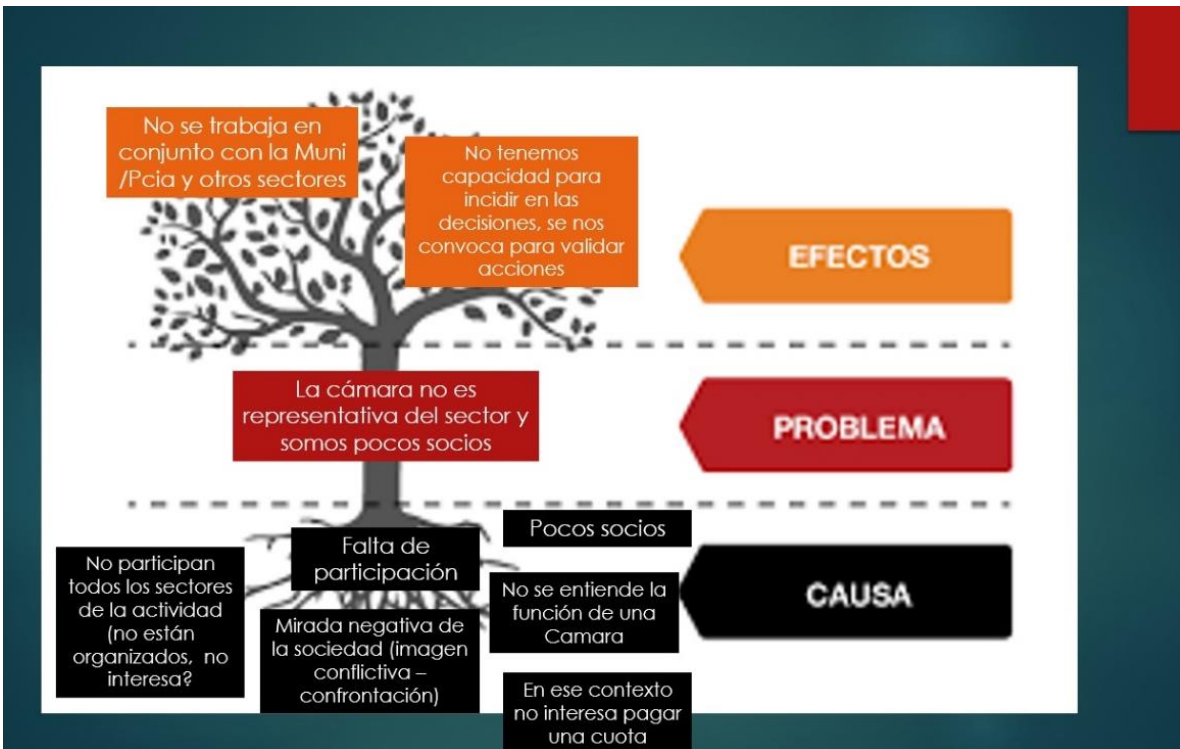 No se trabaja en
conjunto con la Muni
/Pcia y otros sectores
No tenemos
capacidad para
incidir en las
decisiones, se nos
convoca para validar
acciones
EFECTOS
La cámara no es
representativa del sector y
somos pocos socios
PROBLEMA
No participan
todos los sectores
de la actividad
(no están
organizados, no
interesa?
Falta de
participación
Mirada negativa de
la sociedad (imagen
conflictiva –
confrontación)
Pocos socios
No se entiende la
función de una
Camara
En ese contexto
no interesa pagar
una cuota
CAUSA